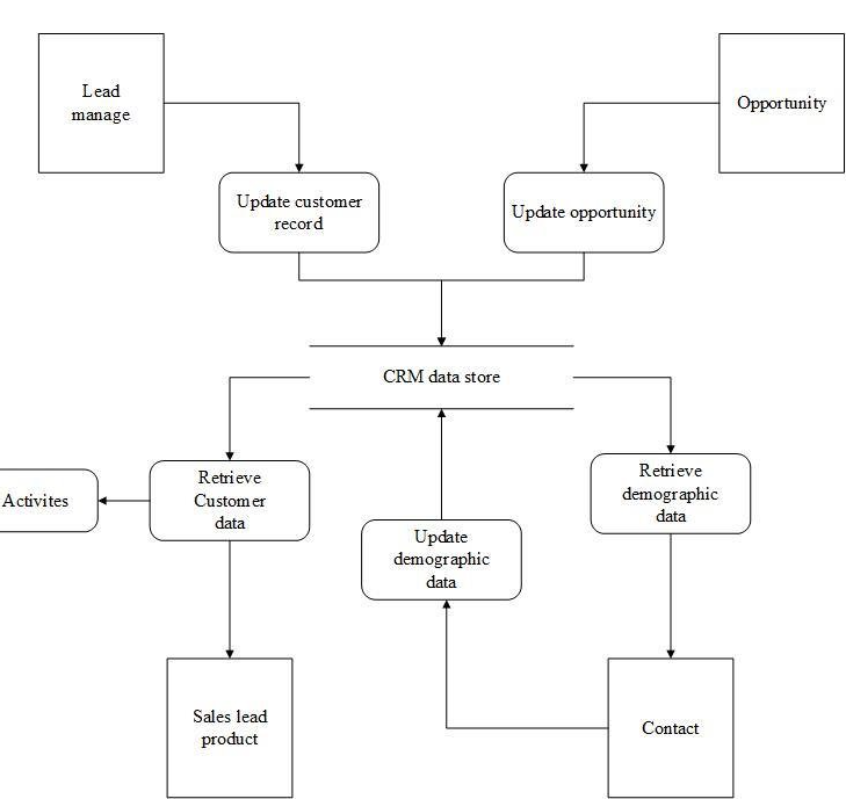 Lead
manage
Opportunity
Update customer
record
Update opportunity
CRM data store
Retrieve
Customer
data
Activites
Retrieve
demographic
data
Update
demographic
data
Sales lead
product
Contact